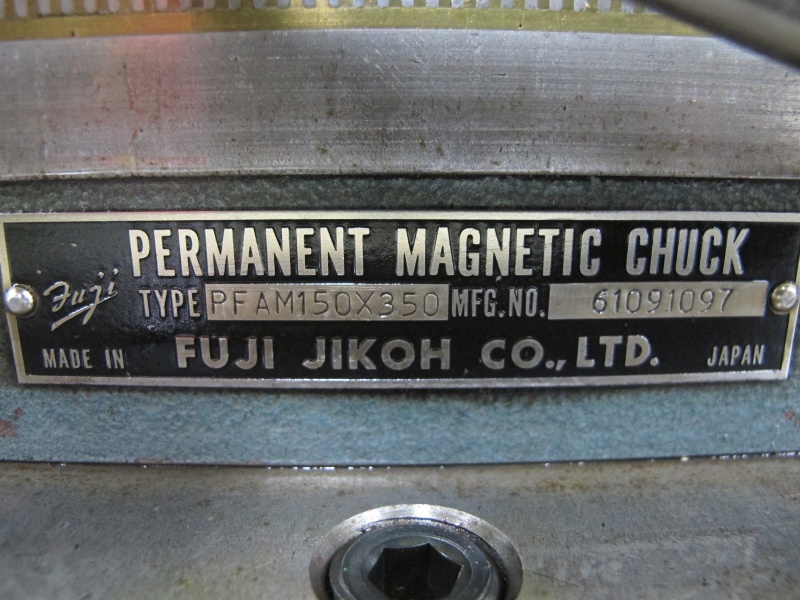 PERMANENT MAGNETIC CHUCK
Fuji TYPE PFAM150X350 MFG.NO. 61091097
MADE IN FUJI JIKOH CO., LTD. JAPAN